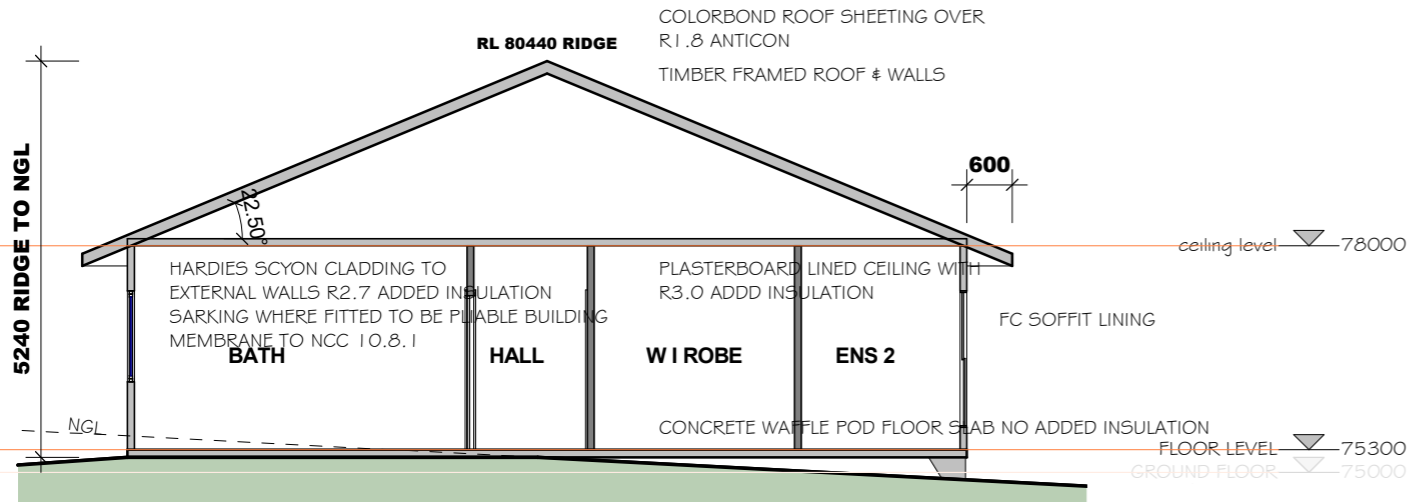 COLORBOND ROOF SHEETING OVER
R1.8 ANTICON
RL 80440 RIDGE
TIMBER FRAMED ROOF & WALLS
5240 RIDGE TO NGL
600
22.50°
ceiling level 78000
HARDIES SCYON CLADDING TO
EXTERNAL WALLS R2.7 ADDED INSULATION
SARKING WHERE FITTED TO BE PLIABLE BUILDING
MEMBRANE TO NCC 10.8.1
PLASTERBOARD LINED CEILING WITH
R3.0 ADDD INSULATION
FC SOFFIT LINING
BATH
HALL
W I ROBE
ENS 2
NGL
CONCRETE WAFFLE POD FLOOR SLAB NO ADDED INSULATION
FLOOR LEVEL 75300
GROUND FLOOR 75000